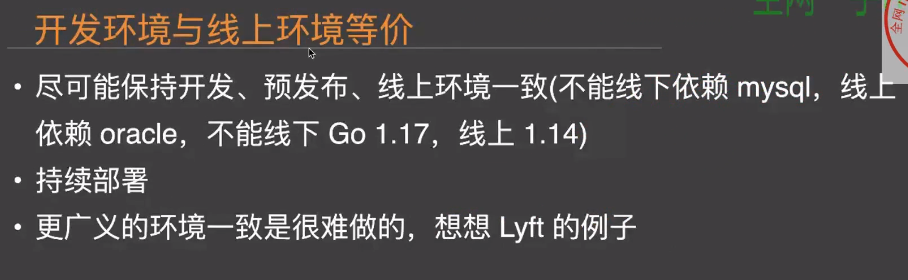 开发环境与线上环境等价
• 尽可能保持开发、预发布、线上环境一致(不能线下依赖 mysql，线上
依赖 oracle，不能线下 Go 1.17，线上 1.14)
• 持续部署
• 更广义的环境一致是很难做的，想想 Lyft 的例子